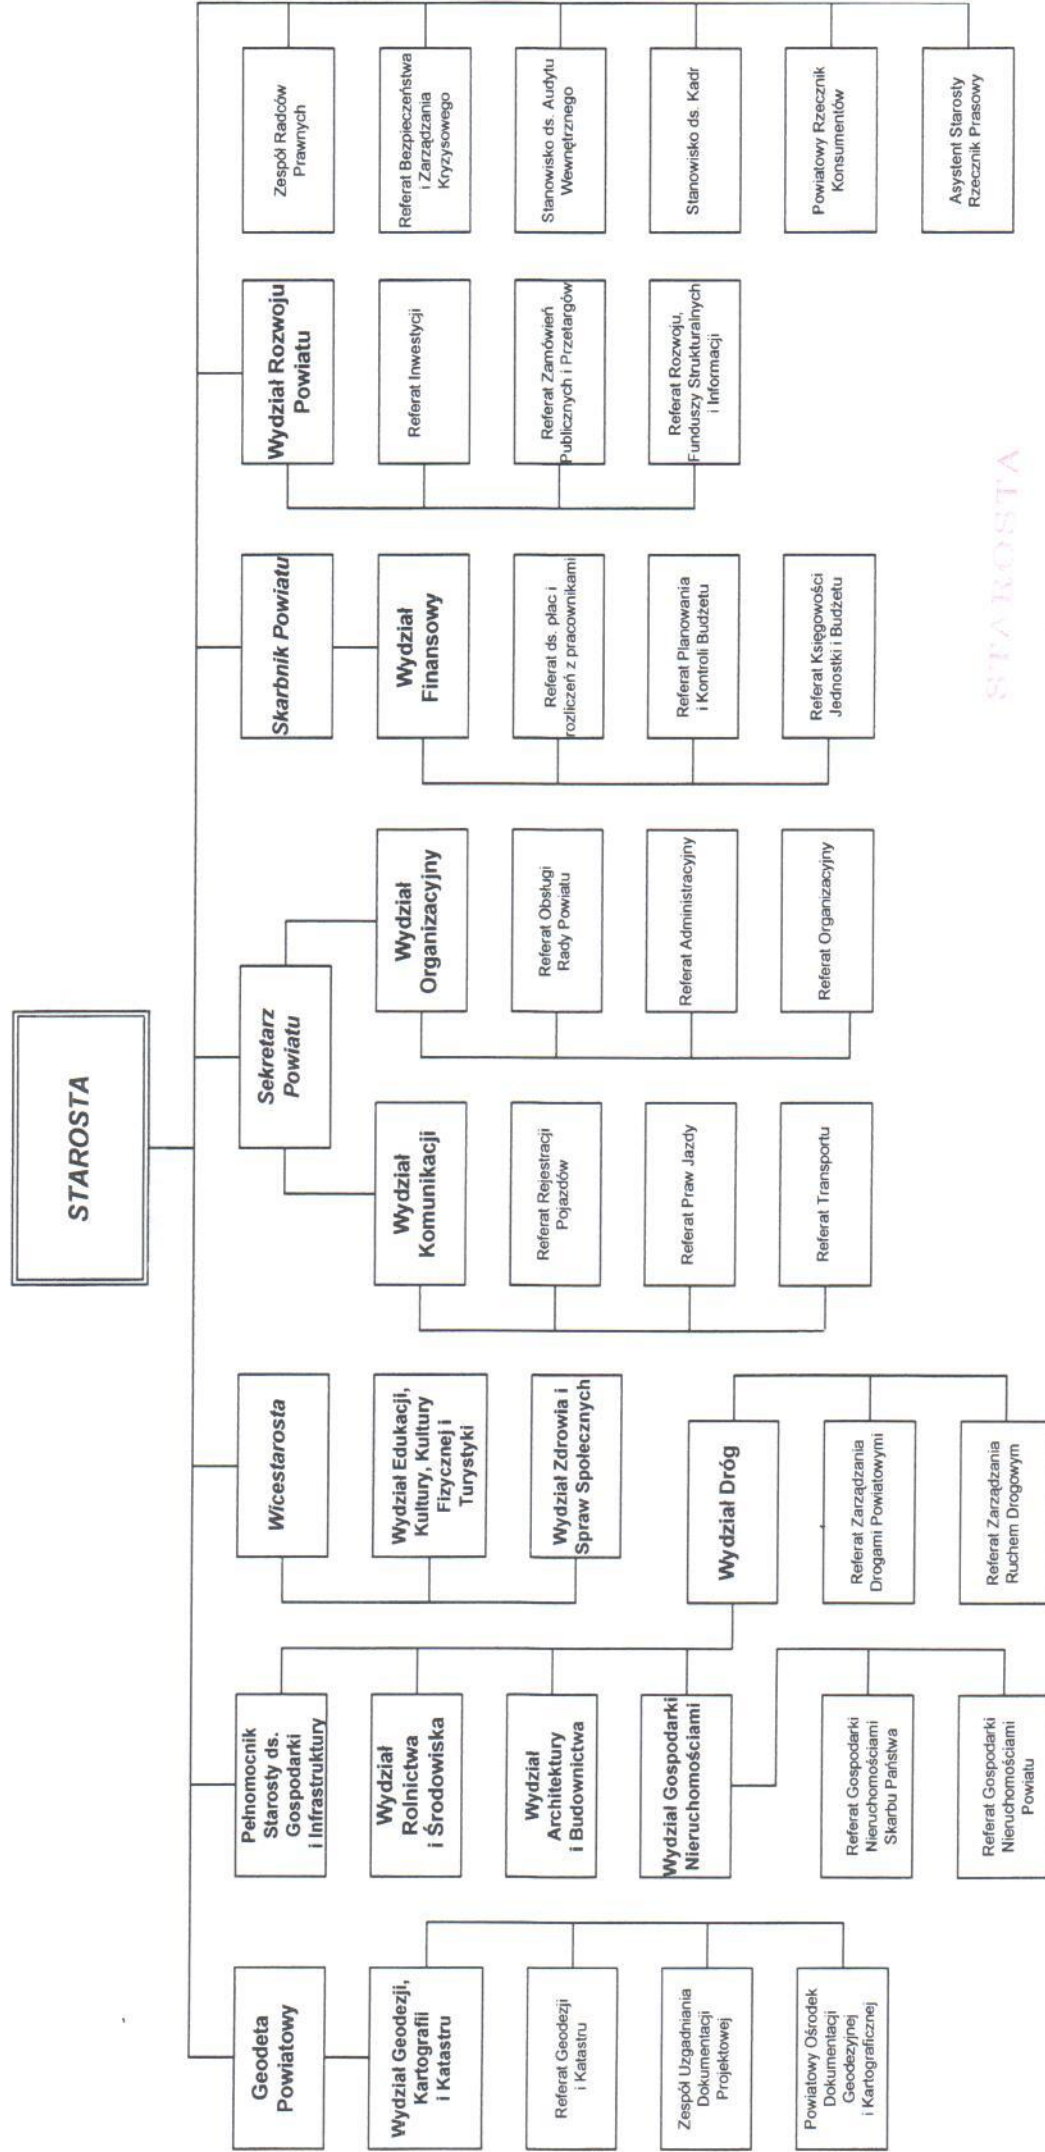 STAROSTA
Geodeta
Powiatowy
Wydział Geodezji,
Kartografii
i Katastru
Referat Geodezji
i Katastru
Zespół Uzgadniania
Dokumentacji
Projektowej
Powiatowy Ośrodek
Dokumentacji
Geodezyjnej
i Kartograficznej
Pełnomocnik
Starosty ds.
Gospodarki
i Infrastruktury
Wydział
Rolnictwa
i Środowiska
Wydział
Architektury
i Budownictwa
Wydział Gospodarki
Nieruchomościami
Referat Gospodarki
Nieruchomościami
Skarbu Państwa
Referat Gospodarki
Nieruchomościami
Powiatu
Wicestarosta
Wydział Edukacji,
Kultury, Kultury
Fizycznej i
Turystyki
Wydział Zdrowia i
Spraw Społecznych
Wydział Dróg
Referat Zarządzania
Drogami Powiatowymi
Referat Zarządzania
Ruchem Drogowym
Sekretarz
Powiatu
Wydział
Komunikacji
Referat Rejestracji
Pojazdów
Referat Praw Jazdy
Referat Transportu
Wydział
Organizacyjny
Referat Obsługi
Rady Powiatu
Referat Administracyjny
Referat Organizacyjny
Skarbnik Powiatu
Wydział
Finansowy
Referat ds. płac i
rozliczeń z pracownikami
Referat Planowania
i Kontroli Budżetu
Referat Księgowości
Jednostki i Budżetu
Wydział Rozwoju
Powiatu
Referat Inwestycji
Referat Zamówień
Publicznych i Przetargów
Referat Rozwoju,
Funduszy Strukturalnych
i Informacji
Zespół Radców
Prawnych
Referat Bezpieczeństwa
i Zarządzania
Kryzysowego
Stanowisko ds. Audytu
Wewnętrznego
Stanowisko ds. Kadr
Powiatowy Rzecznik
Konsumentów
Asystent Starosty
Rzecznik Prasowy
STAROSTA